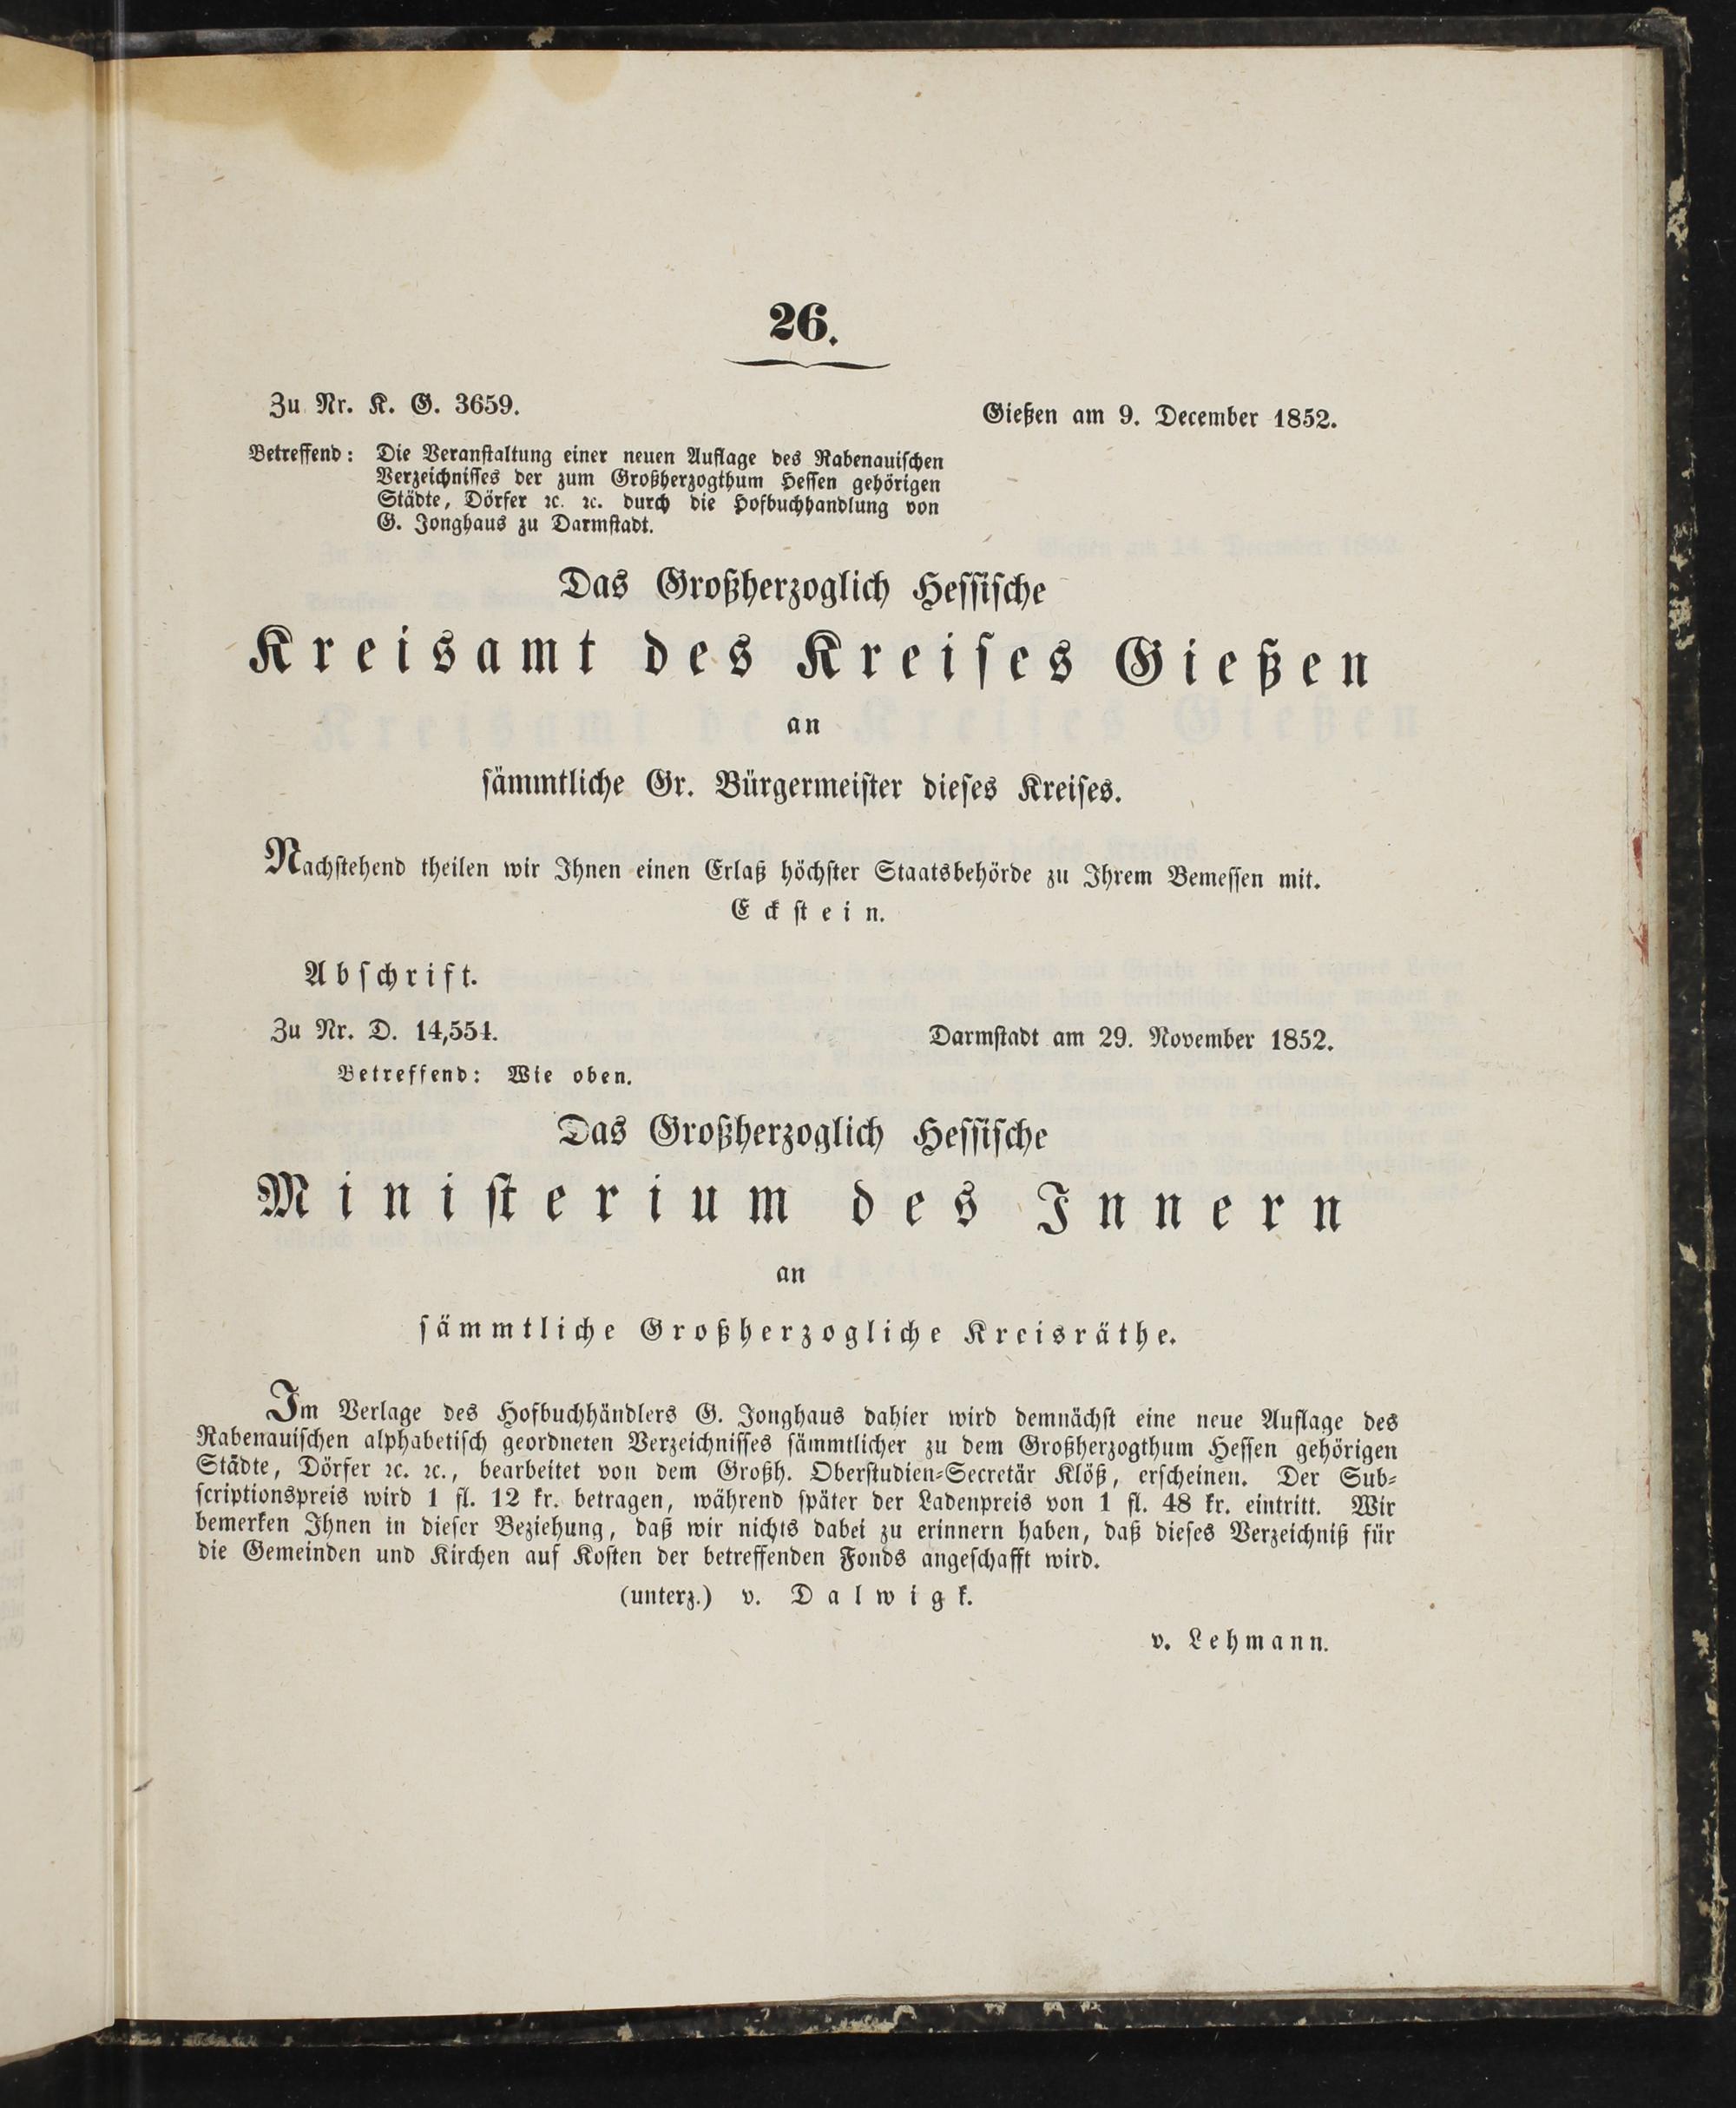 26.
Zu Nr. K. G. 3659.
Gießen am 9. December 1852.
Betreffend: Die Veranstaltung einer neuen Auflage des Rabenauischen
Verzeichnisses der zum Großherzogthum Hessen gehörigen
Städte, Dörfer ꝛc. ꝛc. durch die Hofbuchhandlung von
G. Jonghaus zu Darmstadt.
Das Großherzoglich Hessische
Kreisamt des Kreises Gießen
an
sämmtliche Gr. Bürgermeister dieses Kreises.
Nachstehend theilen wir Ihnen einen Erlaß höchster Staatsbehörde zu Ihrem Bemessen mit.
Eckstein.
Abschrift.
Zu Nr. D. 14,554.
Darmstadt am 29. November 1852.
Betreffend: Wie oben.
Das Großherzoglich Hessische
Ministerium des Innern
an
sämmtliche Großherzogliche Kreisräthe.
Im Verlage des Hofbuchhändlers G. Jonghaus dahier wird demnächst eine neue Auflage des
Rabenauischen alphabetisch geordneten Verzeichnisses sämmtlicher zu dem Großherzogthum Hessen gehörigen
Städte, Dörfer ꝛc. ꝛc., bearbeitet von dem Großh. Oberstudien-Secretär Klöß, erscheinen. Der Sub-
scriptionspreis wird 1 fl. 12 kr. betragen, während später der Ladenpreis von 1 fl. 48 kr. eintritt. Wir
bemerken Ihnen in dieser Beziehung, daß wir nichts dabei zu erinnern haben, daß dieses Verzeichniß für
die Gemeinden und Kirchen auf Kosten der betreffenden Fonds angeschafft wird.
(unterz.) v. Dalwigk.
v. Lehmann.